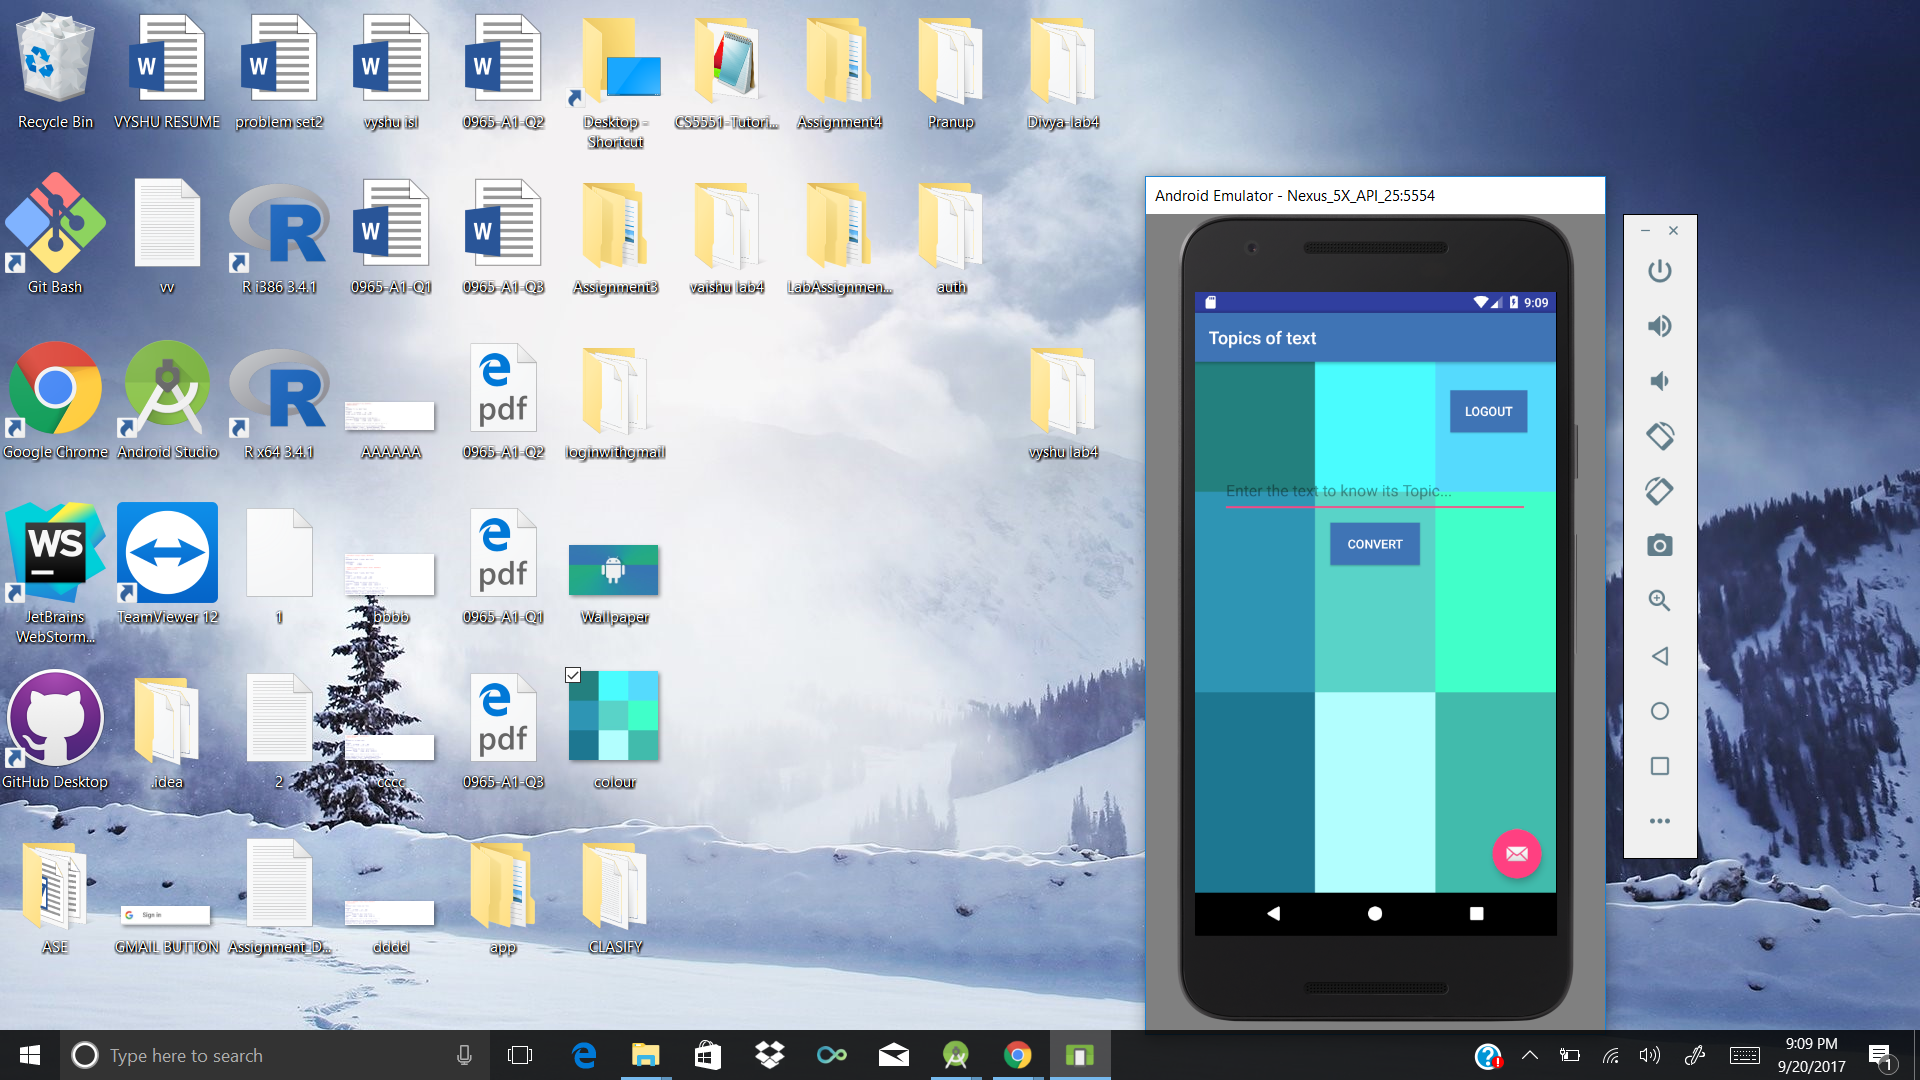 Recycle Bin
VYSHU RESUME
problem set2
vyshu isl
0965-A1-Q2
Desktop -
Shortcut
CS5551-Tutori...
Assignment4
Pranup
Divya-lab4
Git Bash
vv
R i386 3.4.1
0965-A1-Q1
0965-A1-Q3
Assignment3
vaishu lab4
LabAssignmen...
auth
Google Chrome
Android Studio
R x64 3.4.1
AAAAAA
pdf
0965-A1-Q2
loginwithgmail
vyshu lab4
WS
JetBrains
WebStorm...
TeamViewer 12
1
bbbb
pdf
0965-A1-Q1
Wallpaper
GitHub Desktop
.idea
2
cccc
pdf
0965-A1-Q3
colour
ASE
Sign in
GMAIL BUTTON
Assignment_D...
dddd
app
CLASIFY
Android Emulator - Nexus_5X_API_25:5554
9:09
Topics of text
LOGOUT
Enter the text to know its Topic...
CONVERT
Type here to search
9:09 PM
9/20/2017
1